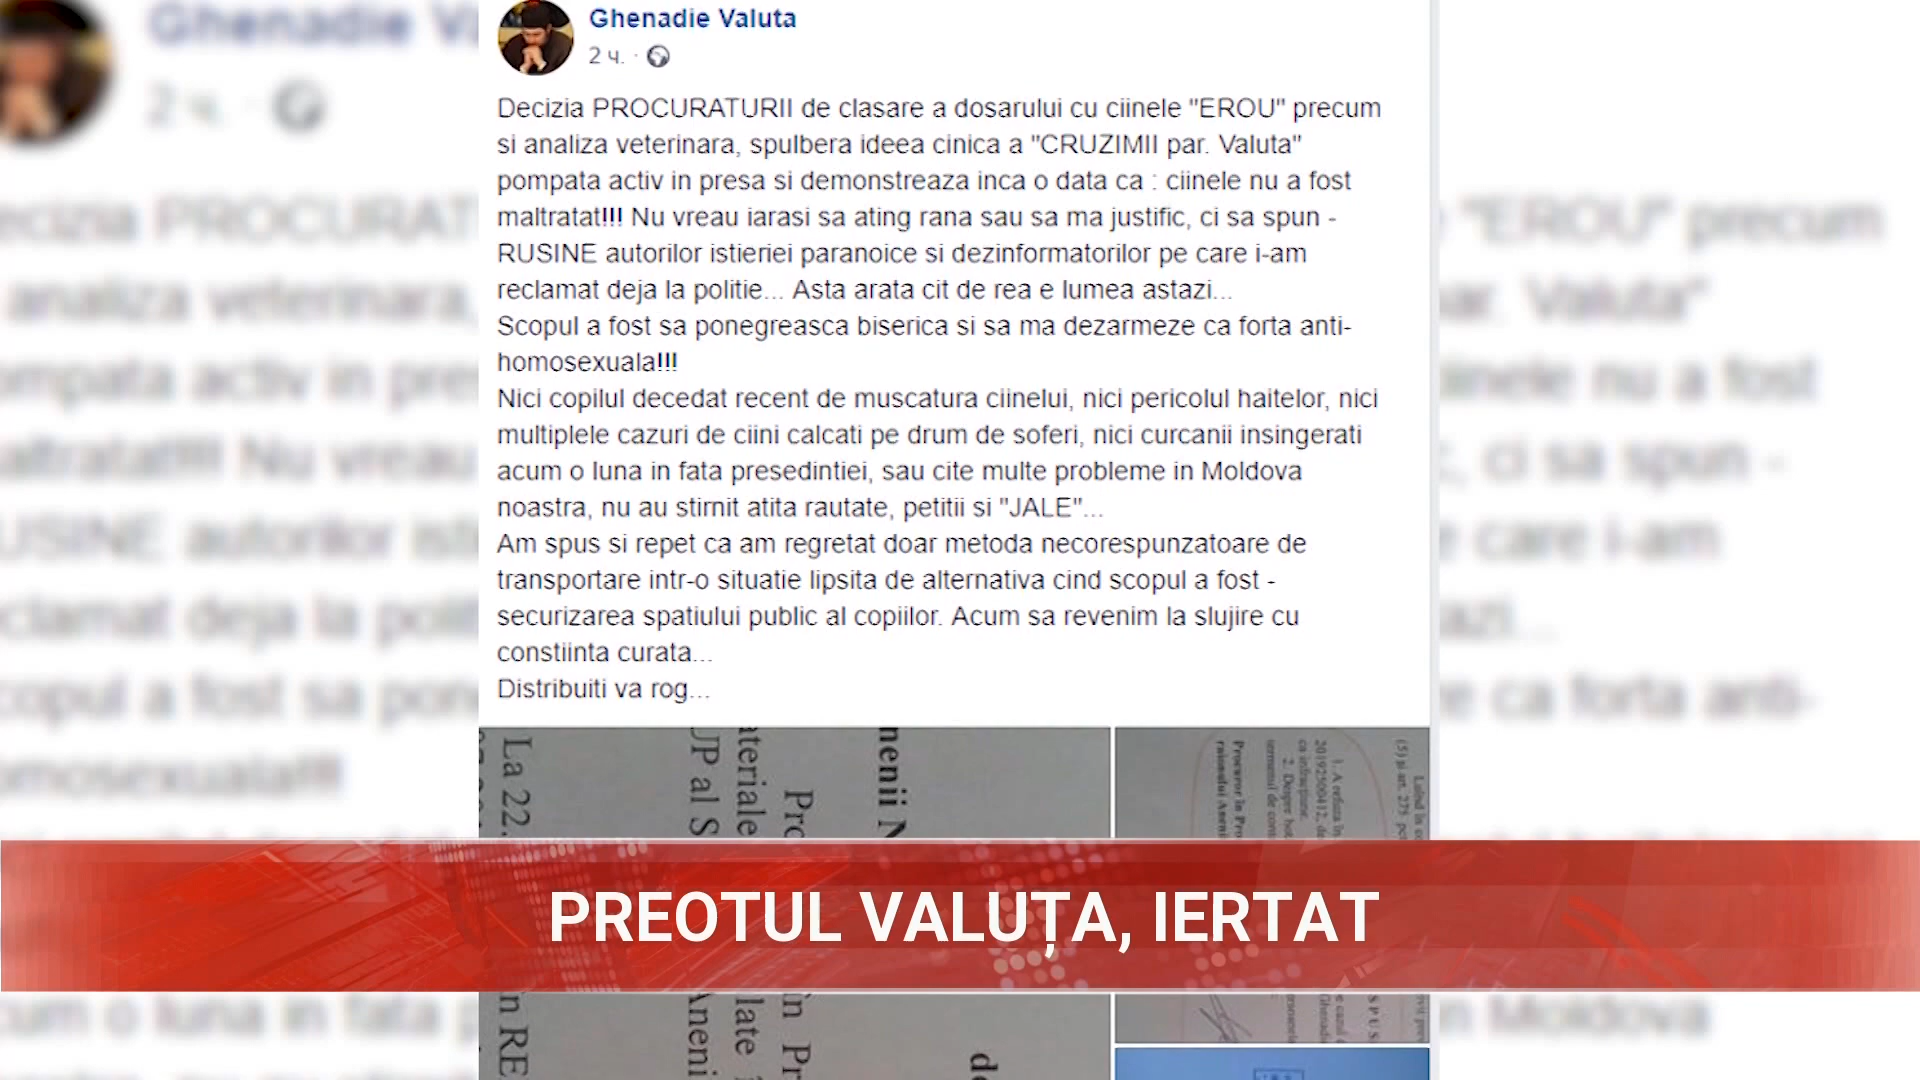 Ghenadie Valuta
2 ч. ·
Decizia PROCURATURII de clasare a dosarului cu ciinele "EROU" precum
si analiza veterinara, spulbera ideea cinica a "CRUZIMII par. Valuta"
pompata activ in presa si demonstreaza inca o data ca : ciinele nu a fost
maltratat!!! Nu vreau iarasi sa ating rana sau sa ma justific, ci sa spun -
RUSINE autorilor istieriei paranoice si dezinformatorilor pe care i-am
reclamat deja la politie... Asta arata cit de rea e lumea astazi...
Scopul a fost sa ponegreasca biserica si sa ma dezarmeze ca forta anti-
homosexuala!!!
Nici copilul decedat recent de muscatura ciinelui, nici pericolul haitelor, nici
multiplele cazuri de ciini calcati pe drum de soferi, nici curcanii insingerati
acum o luna in fata presedintiei, sau cite multe probleme in Moldova
noastra, nu au stirnit atita rautate, petitii si "JALE"...
Am spus si repet ca am regretat doar metoda necorespunzatoare de
transportare intr-o situatie lipsita de alternativa cind scopul a fost -
securizarea spatiului public al copiilor. Acum sa revenim la slujire cu
constiinta curata...
Distribuiti va rog...
PREOTUL VALUȚA, IERTAT